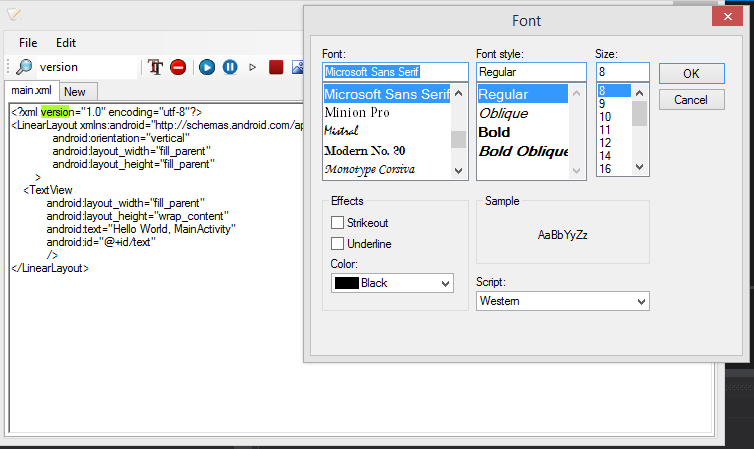 Font
File Edit
version
main.xml New
<?xml version="1.0" encoding="utf-8"?>
<LinearLayout xmlns:android="http://schemas.android.com/ap
android:orientation="vertical"
android:layout_width="fill_parent"
android:layout_height="fill_parent"
>
<TextView
android:layout_width="fill_parent"
android:layout_height="wrap_content"
android:text="Hello World, MainActivity"
android:id="@+id/text"
/>
</LinearLayout>
Font:
Microsoft Sans Serif
Microsoft Sans Serif
Minion Pro
Mistral
Modern No. 20
Monotype Corsiva
Font style:
Regular
Regular
Oblique
Bold
Bold Oblique
Size:
8
8
9
10
11
12
14
16
OK
Cancel
Effects
Strikeout
Underline
Color:
Black
Sample
AaBbYyZz
Script:
Western